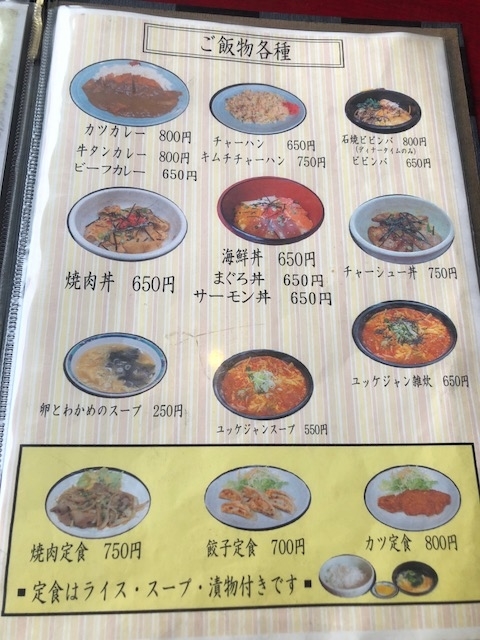 ご飯物各種
カツカレー 800円
牛タンカレー 800円
ビーフカレー 650円
チャーハン 650円
キムチチャーハン 750円
石焼ビビンバ 800円
(ディナータイムのみ)
ビビンバ 650円
焼肉丼 650円
海鮮丼 650円
まぐろ丼 650円
サーモン丼 650円
チャーシュー丼 750円
卵とわかめのスープ 250円
ユッケジャンスープ 550円
ユッケジャン雑炊 650円
焼肉定食 750円
餃子定食 700円
カツ定食 800円
■定食はライス・スープ・漬物付きです■